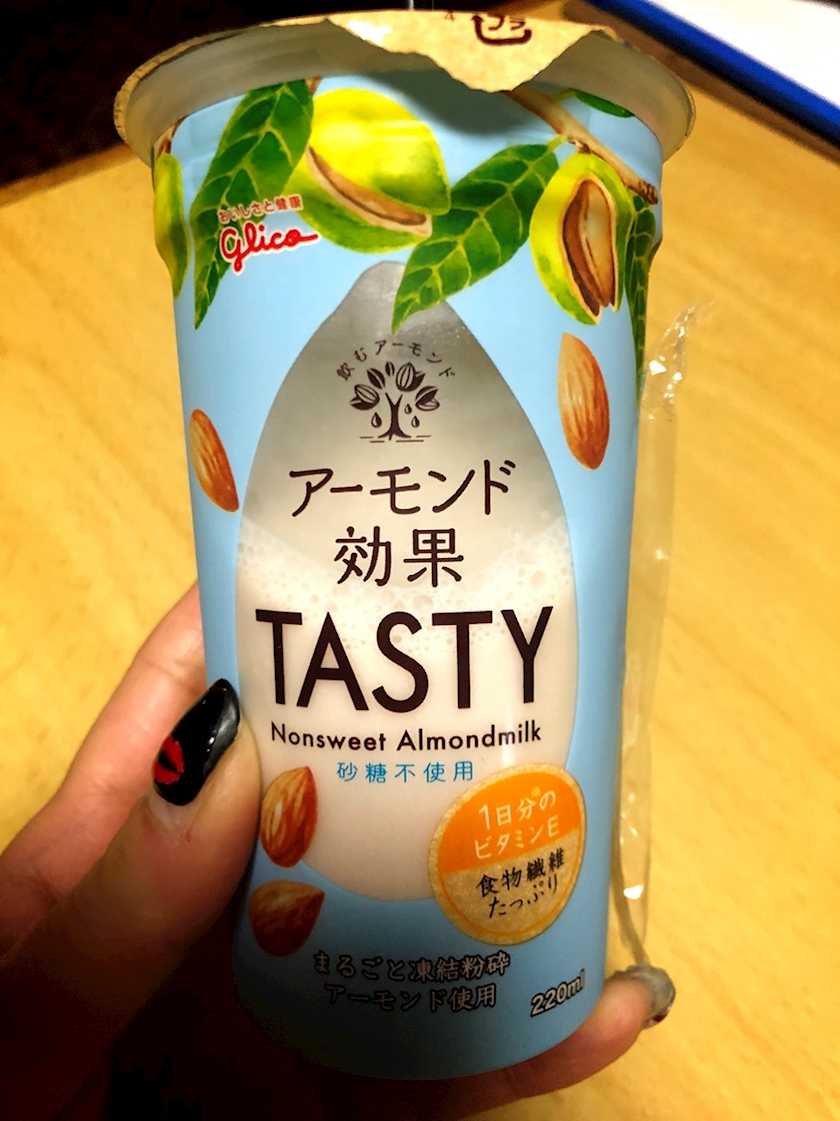 プラ
おいしさと健康
Glico
飲むアーモンド
アーモンド
効果
TASTY
Nonsweet Almondmilk
砂糖不使用
1日分※の
ビタミンE
食物繊維
たっぷり
まるごと凍結粉砕
アーモンド使用
220ml